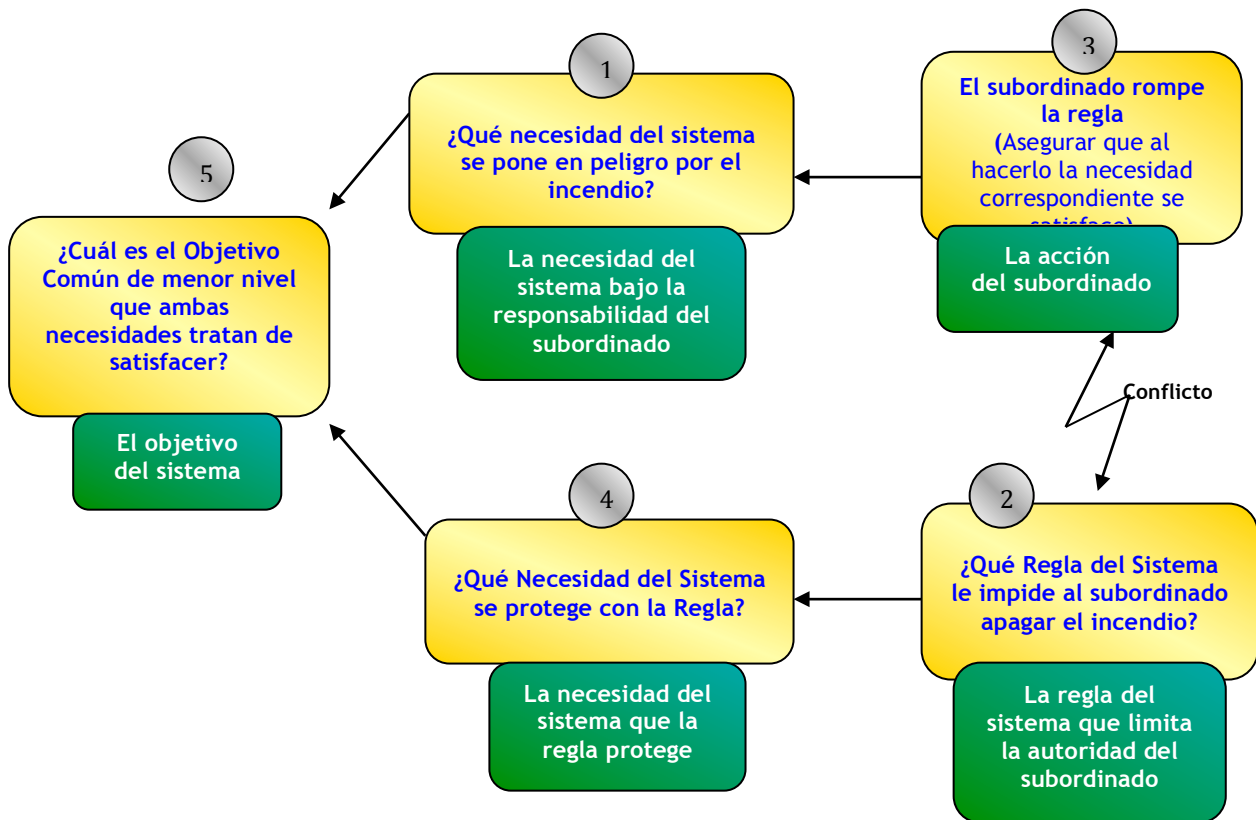 1
¿Qué necesidad del sistema
se pone en peligro por el
incendio?
La necesidad del
sistema bajo la
responsabilidad del
subordinado
3
El subordinado rompe
la regla
(Asegurar que al
hacerlo la necesidad
correspondiente se
satisface)
La acción
del subordinado
5
¿Cuál es el Objetivo
Común de menor nivel
que ambas
necesidades tratan de
satisfacer?
El objetivo
del sistema
Conflicto
4
¿Qué Necesidad del Sistema
se protege con la Regla?
La necesidad del
sistema que la
regla protege
2
¿Qué Regla del Sistema
le impide al subordinado
apagar el incendio?
La regla del
sistema que limita
la autoridad del
subordinado